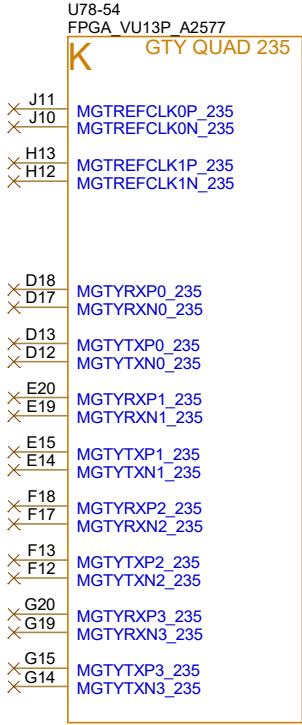 U78-54
FPGA_VU13P_A2577
K GTY QUAD 235
J11 MGTREFCLK0P_235
J10 MGTREFCLK0N_235
H13 MGTREFCLK1P_235
H12 MGTREFCLK1N_235
D18 MGTYRXP0_235
D17 MGTYRXN0_235
D13 MGTYTXP0_235
D12 MGTYTXN0_235
E20 MGTYRXP1_235
E19 MGTYRXN1_235
E15 MGTYTXP1_235
E14 MGTYTXN1_235
F18 MGTYRXP2_235
F17 MGTYRXN2_235
F13 MGTYTXP2_235
F12 MGTYTXN2_235
G20 MGTYRXP3_235
G19 MGTYRXN3_235
G15 MGTYTXP3_235
G14 MGTYTXN3_235